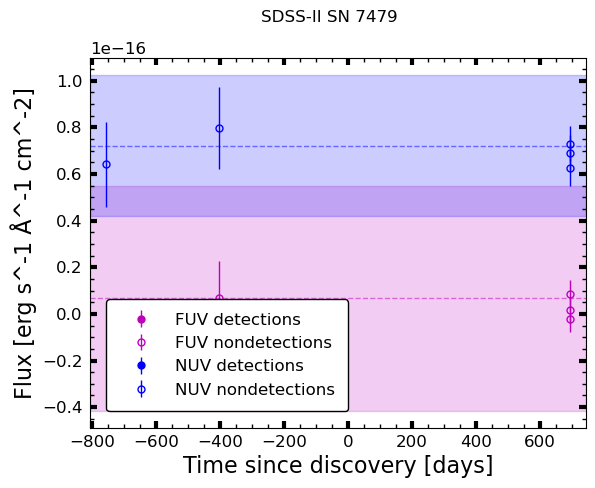 SDSS-II SN 7479
1e−16
1.0
0.8
0.6
0.4
0.2
0.0
−0.2
−0.4
Flux [erg s^-1 Å^-1 cm^-2]
FUV detections
FUV nondetections
NUV detections
NUV nondetections
−800 −600 −400 −200 0 200 400 600
Time since discovery [days]